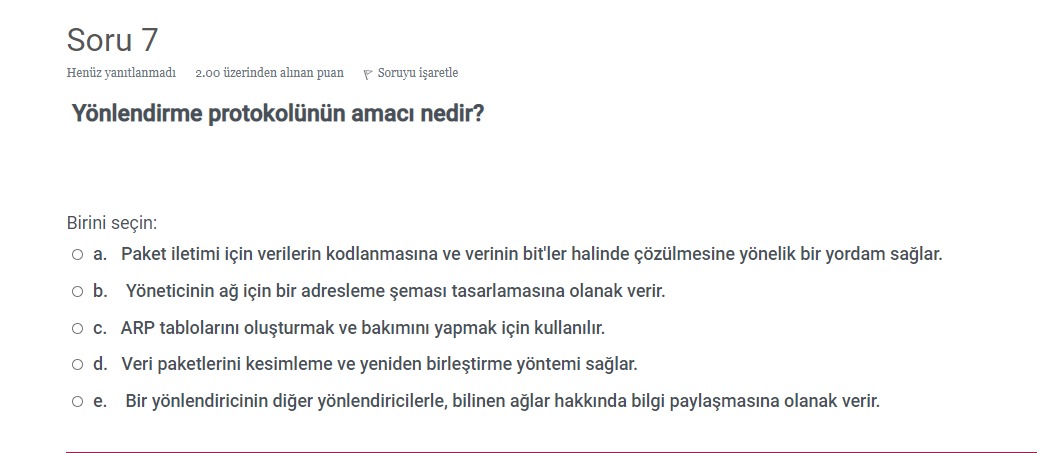 Soru 7
Henüz yanıtlanmadı 2.00 üzerinden alınan puan Soruyu işaretle
Yönlendirme protokolünün amacı nedir?
Birini seçin:
a. Paket iletimi için verilerin kodlanmasına ve verinin bit'ler halinde çözülmesine yönelik bir yordam sağlar.
b. Yöneticinin ağ için bir adresleme şeması tasarlamasına olanak verir.
c. ARP tablolarını oluşturmak ve bakımını yapmak için kullanılır.
d. Veri paketlerini kesimleme ve yeniden birleştirme yöntemi sağlar.
e. Bir yönlendiricinin diğer yönlendiricilerle, bilinen ağlar hakkında bilgi paylaşmasına olanak verir.